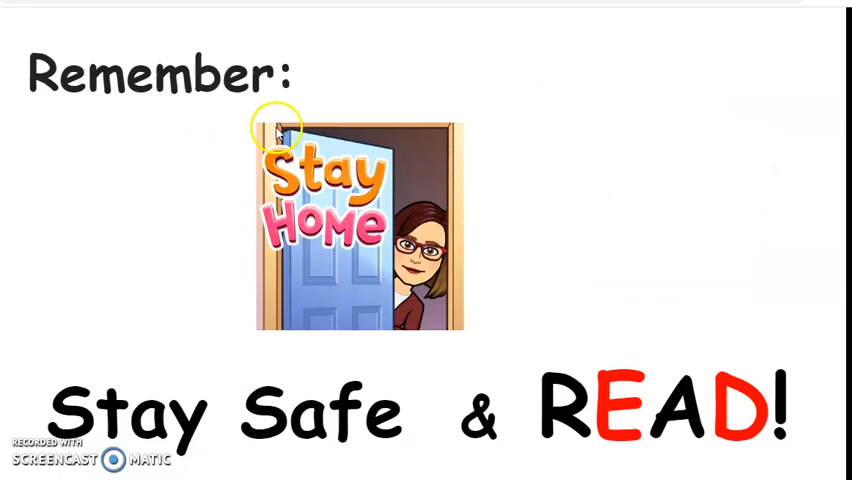 Remember:
Stay
Home
Stay Safe & READ!
RECORDED WITH
SCREENCAST MATIC